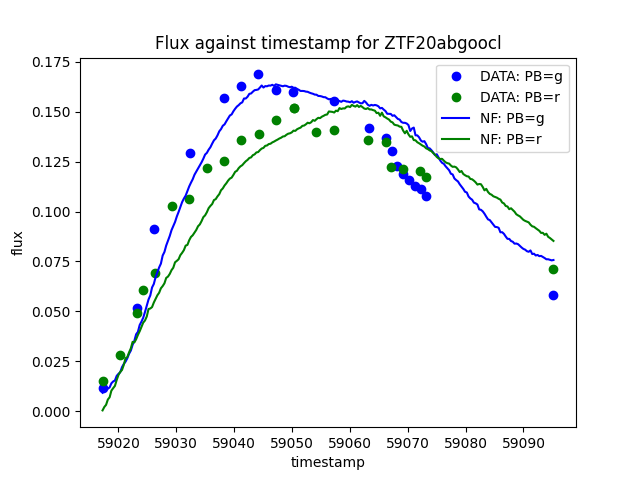 Flux against timestamp for ZTF20abgoocl
DATA: PB=g
DATA: PB=r
NF: PB=g
NF: PB=r
flux
0.175
0.150
0.125
0.100
0.075
0.050
0.025
0.000
59020 59030 59040 59050 59060 59070 59080 59090
timestamp